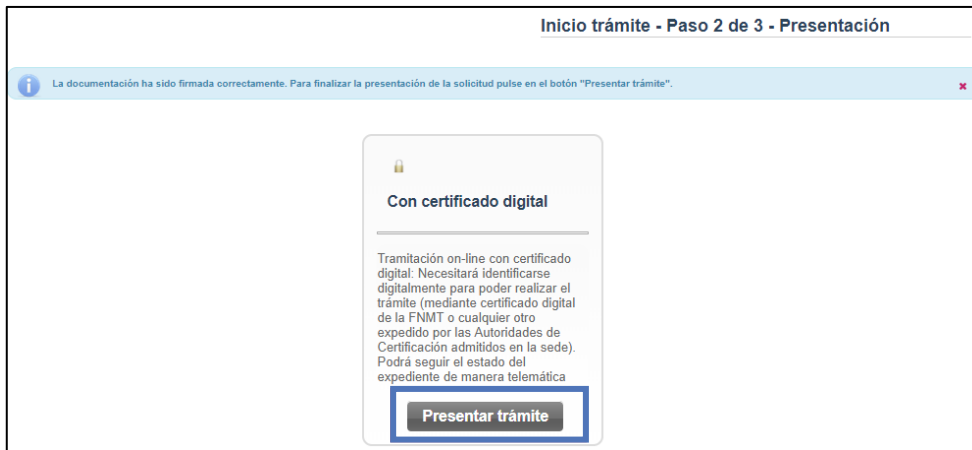 Inicio trámite - Paso 2 de 3 - Presentación
La documentación ha sido firmada correctamente. Para finalizar la presentación de la solicitud pulse en el botón "Presentar trámite".
Con certificado digital
Tramitación on-line con certificado
digital: Necesitará identificarse
digitalmente para poder realizar el
trámite (mediante certificado digital
de la FNMT o cualquier otro
expedido por las Autoridades de
Certificación admitidos en la sede).
Podrá seguir el estado del
expediente de manera telemática
Presentar trámite